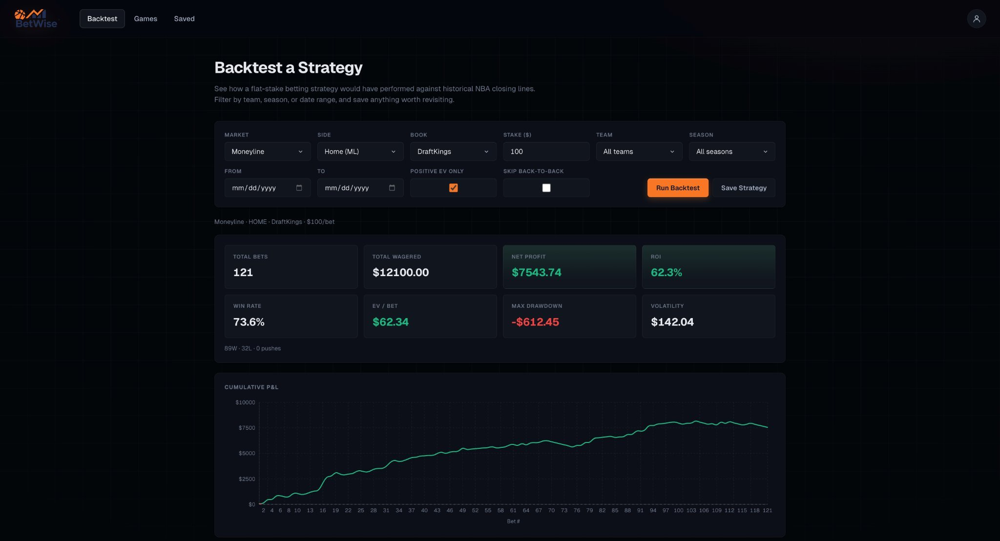 BetWise
Backtest Games Saved
Backtest a Strategy
See how a flat-stake betting strategy would have performed against historical NBA closing lines.
Filter by team, season, or date range, and save anything worth revisiting.
MARKET SIDE BOOK STAKE ($) TEAM SEASON
Moneyline Home (ML) DraftKings 100 All teams All seasons
FROM TO POSITIVE EV ONLY SKIP BACK-TO-BACK
mm/dd/yyyy mm/dd/yyyy Run Backtest Save Strategy
Moneyline · HOME · DraftKings · $100/bet
TOTAL BETS TOTAL WAGERED NET PROFIT ROI
121 $12100.00 $7543.74 62.3%
WIN RATE EV / BET MAX DRAWDOWN VOLATILITY
73.6% $62.34 -$612.45 $142.04
89W · 32L · 0 pushes
CUMULATIVE P&L
$10000
$7500
$5000
$2500
$0
2 4 6 8 10 13 16 19 22 25 28 31 34 37 40 43 46 49 52 55 58 61 64 67 70 73 76 79 82 85 88 91 94 97 100 103 106 109 112 115 118 121
Bet #